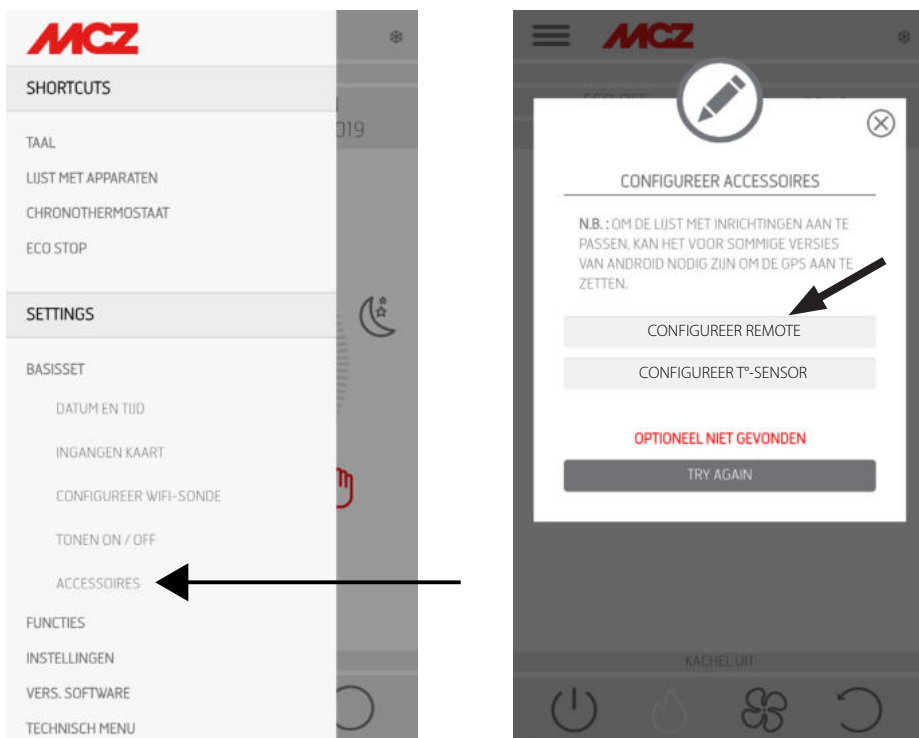 MCZ
SHORTCUTS
TAAL
LIJST MET APPARATEN
CHRONOTHERMOSTAAT
ECO STOP
SETTINGS
BASISSET
DATUM EN TIJD
INGANGEN KAART
CONFIGUREER WIFI-SONDE
TONEN ON / OFF
ACCESSOIRES
FUNCTIES
INSTELLINGEN
VERS. SOFTWARE
TECHNISCH MENU
MCZ
CONFIGUREER ACCESSOIRES
N.B. : OM DE LIJST MET INRICHTINGEN AAN TE
PASSEN, KAN HET VOOR SOMMIGE VERSIES
VAN ANDROID NODIG ZIJN OM DE GPS AAN TE
ZETTEN.
CONFIGUREER REMOTE
CONFIGUREER T°-SENSOR
OPTIONEEL NIET GEVONDEN
TRY AGAIN
KACHEL UIT